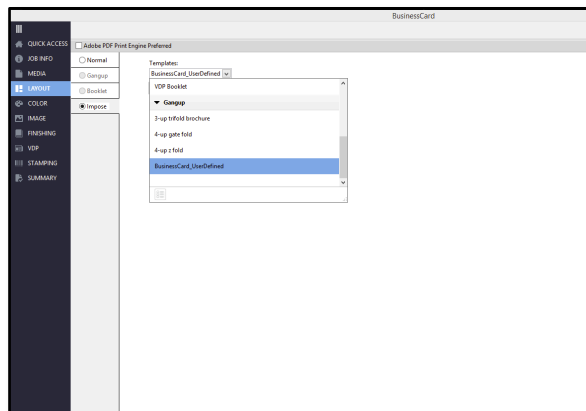 BusinessCard
QUICK ACCESS
JOB INFO
MEDIA
LAYOUT
COLOR
IMAGE
FINISHING
VDP
STAMPING
SUMMARY
Adobe PDF Print Engine Preferred
Normal
Gangup
Booklet
Impose
Templates:
BusinessCard_UserDefined
VDP Booklet
Gangup
3-up trifold brochure
4-up gate fold
4-up z fold
BusinessCard_UserDefined